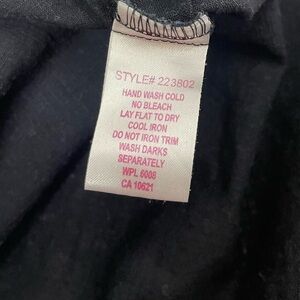 STYLE# 223802
HAND WASH COLD
NO BLEACH
LAY FLAT TO DRY
COOL IRON
DO NOT IRON TRIM
WASH DARKS
SEPARATELY
WPL 6008
CA 10621